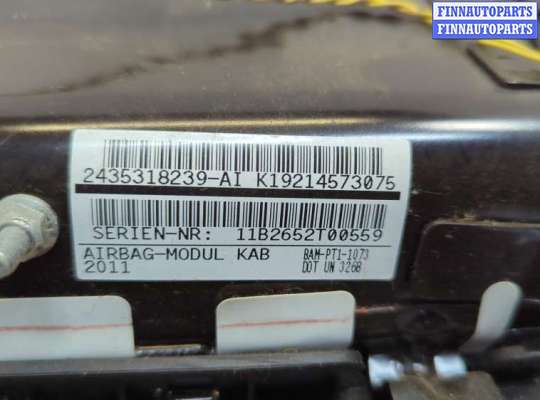 FINNAUTOPARTS
FINNAUTOPARTS
2435318239-AI K19214573075
SERIEN-NR: 11B2652T00559
AIRBAG-MODUL KAB BAM-PT1-1073
2011 DOT UN 3268